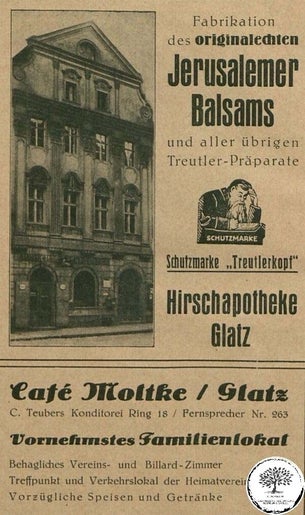 Fabrikation
des originalechten
Jerusalemer
Balsams
und aller übrigen
Treutler-Präparate
SCHUTZMARKE
Schutzmarke „Treutlerkopf"
Hirschapotheke
Glatz
Café Moltke / Glatz
C. Teubers Konditorei Ring 18 / Fernsprecher Nr. 263
Vornehmstes Familienlokal
Behagliches Vereins- und Billard-Zimmer
Treffpunkt und Verkehrslokal der Heimatverein
Vorzügliche Speisen und Getränke